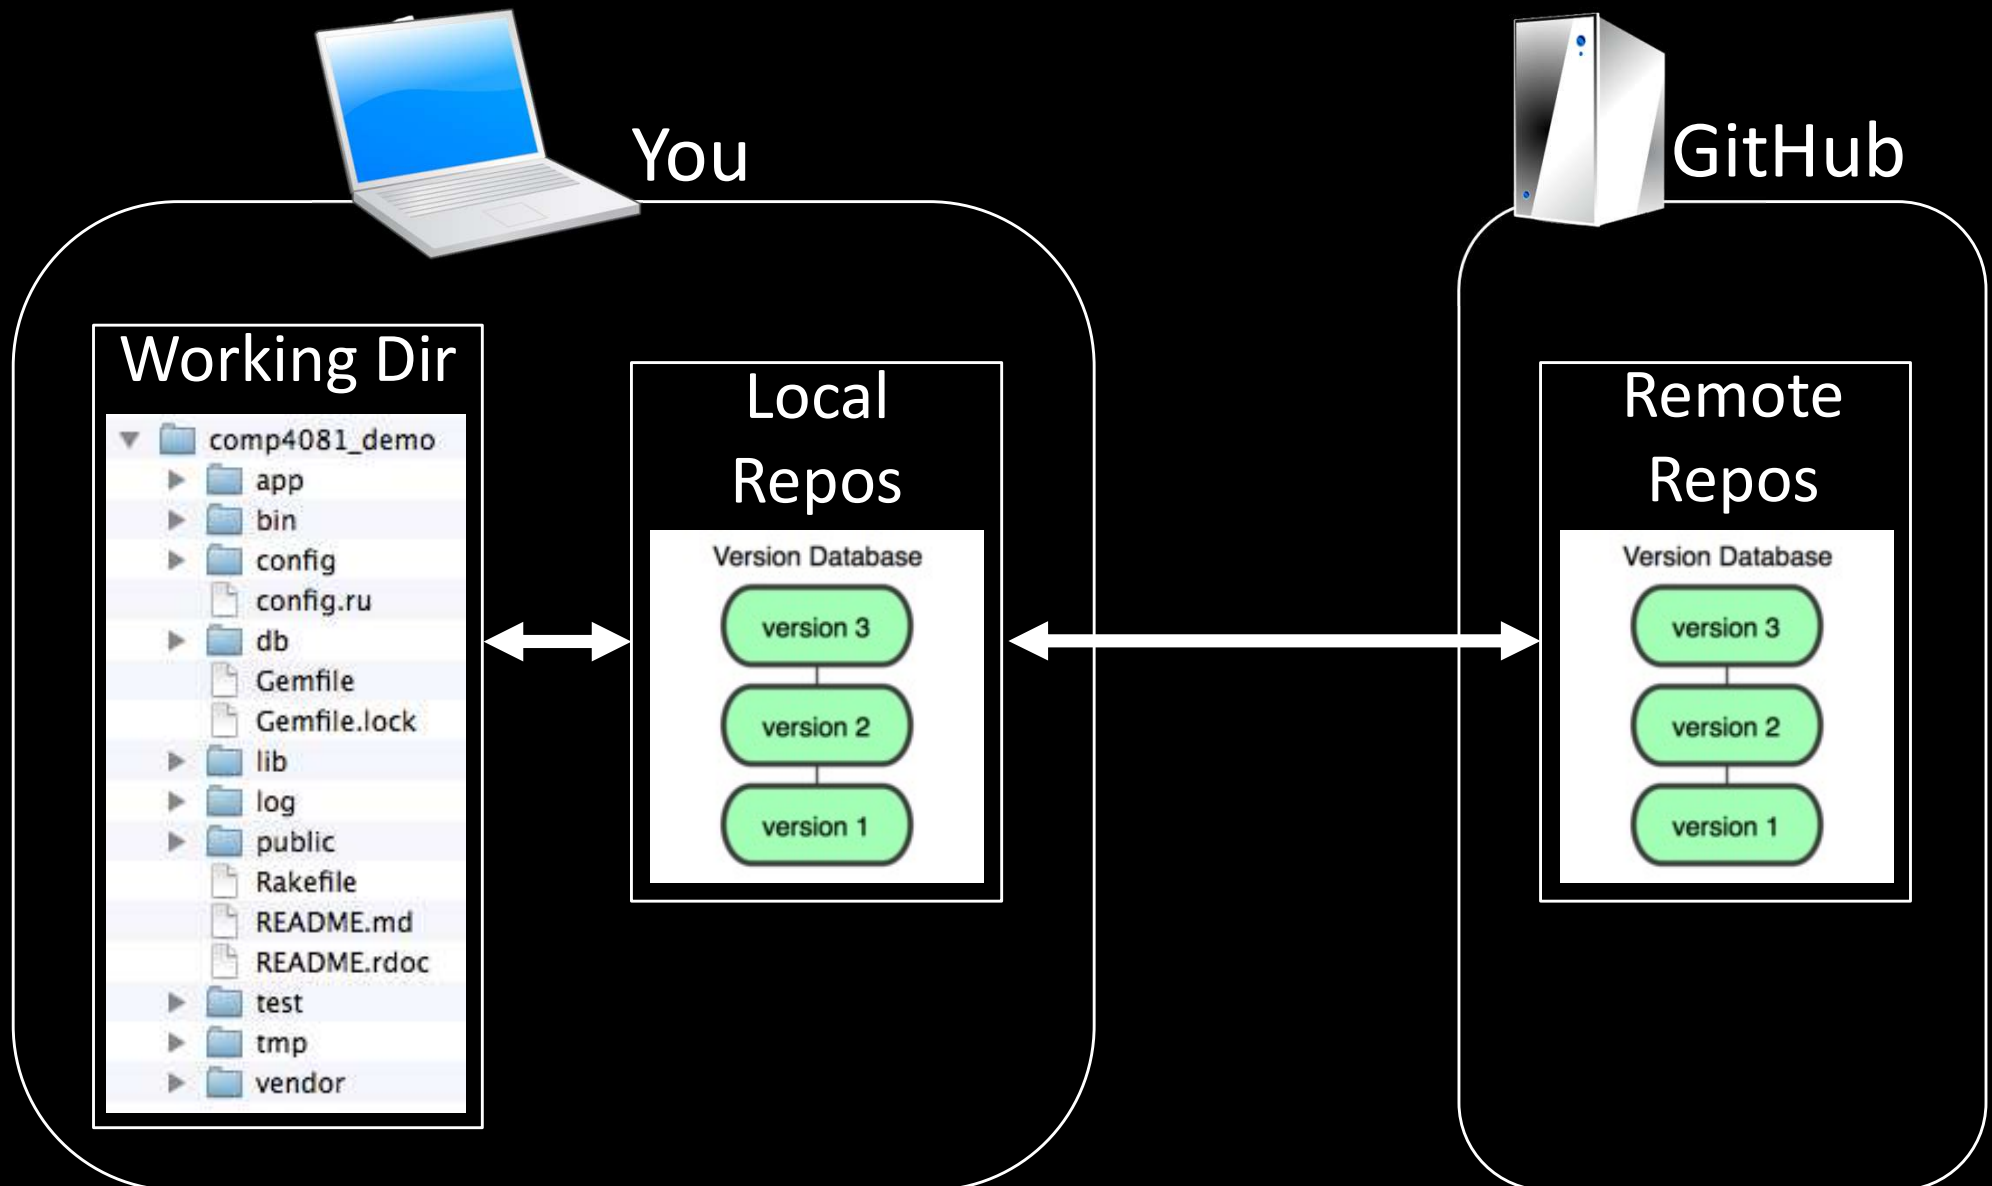 You
GitHub
Working Dir
comp4081_demo
app
bin
config
config.ru
db
Gemfile
Gemfile.lock
lib
log
public
Rakefile
README.md
README.rdoc
test
tmp
vendor
Local
Repos
Version Database
version 3
version 2
version 1
Remote
Repos
Version Database
version 3
version 2
version 1